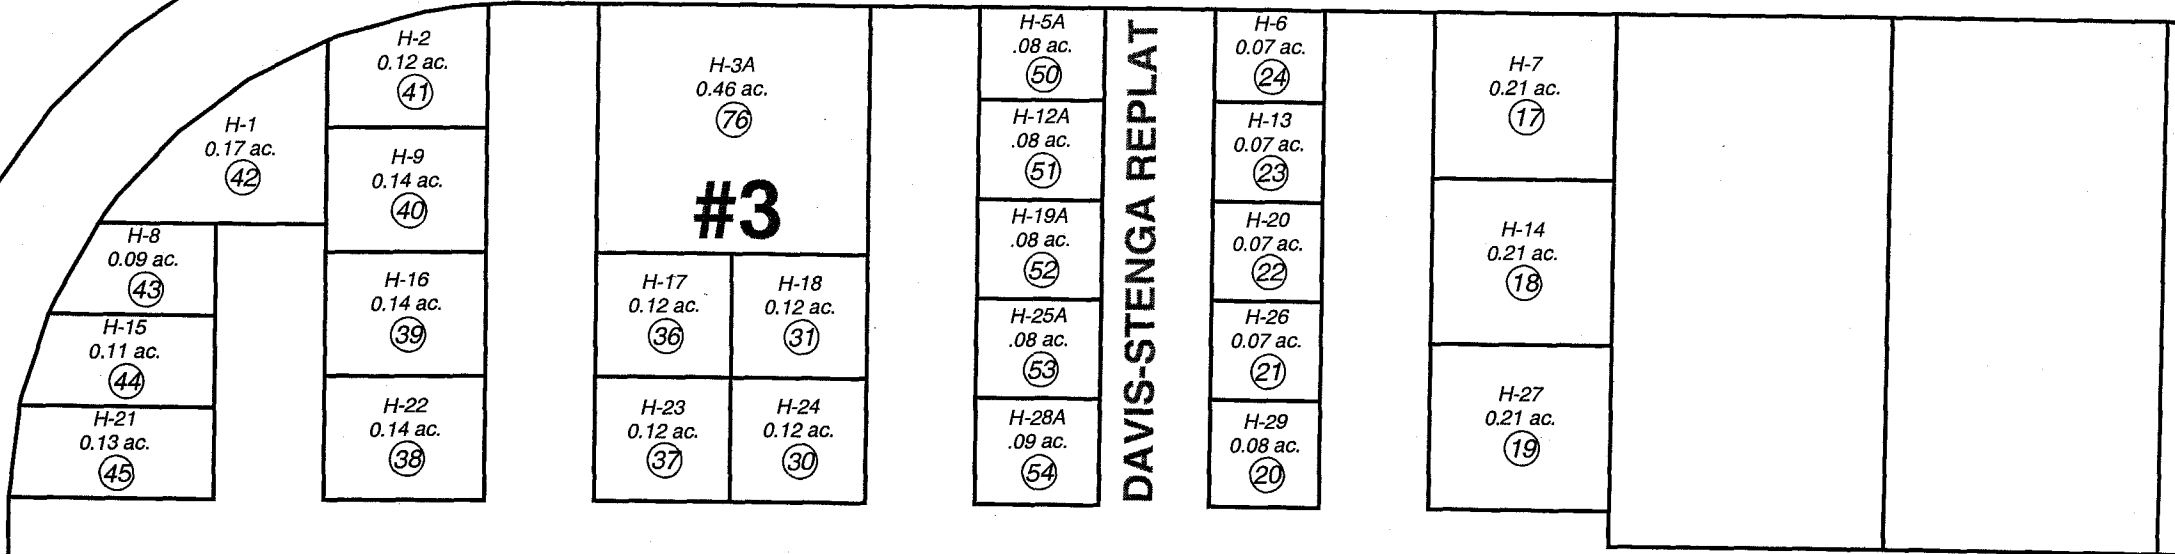 H-1
0.17 ac.
42
H-8
0.09 ac.
43
H-15
0.11 ac.
44
H-21
0.13 ac.
45
H-2
0.12 ac.
41
H-9
0.14 ac.
40
H-16
0.14 ac.
39
H-22
0.14 ac.
38
H-3A
0.46 ac.
76
#3
H-17
0.12 ac.
36
H-18
0.12 ac.
31
H-23
0.12 ac.
37
H-24
0.12 ac.
30
H-5A
.08 ac.
50
H-12A
.08 ac.
51
H-19A
.08 ac.
52
H-25A
.08 ac.
53
H-28A
.09 ac.
54
DAVIS-STENGA REPLAT
H-6
0.07 ac.
24
H-13
0.07 ac.
23
H-20
0.07 ac.
22
H-26
0.07 ac.
21
H-29
0.08 ac.
20
H-7
0.21 ac.
17
H-14
0.21 ac.
18
H-27
0.21 ac.
19